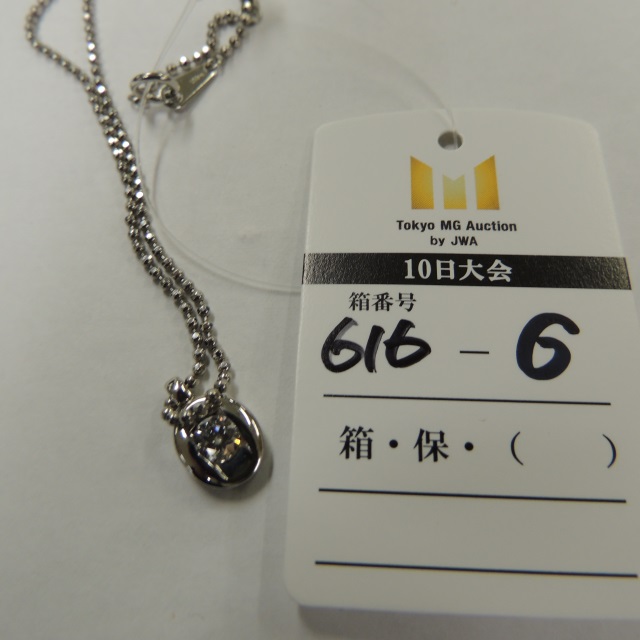 Tokyo MG Auction
by JWA
10日大会
箱番号
616 - 6
箱・保・(　　)